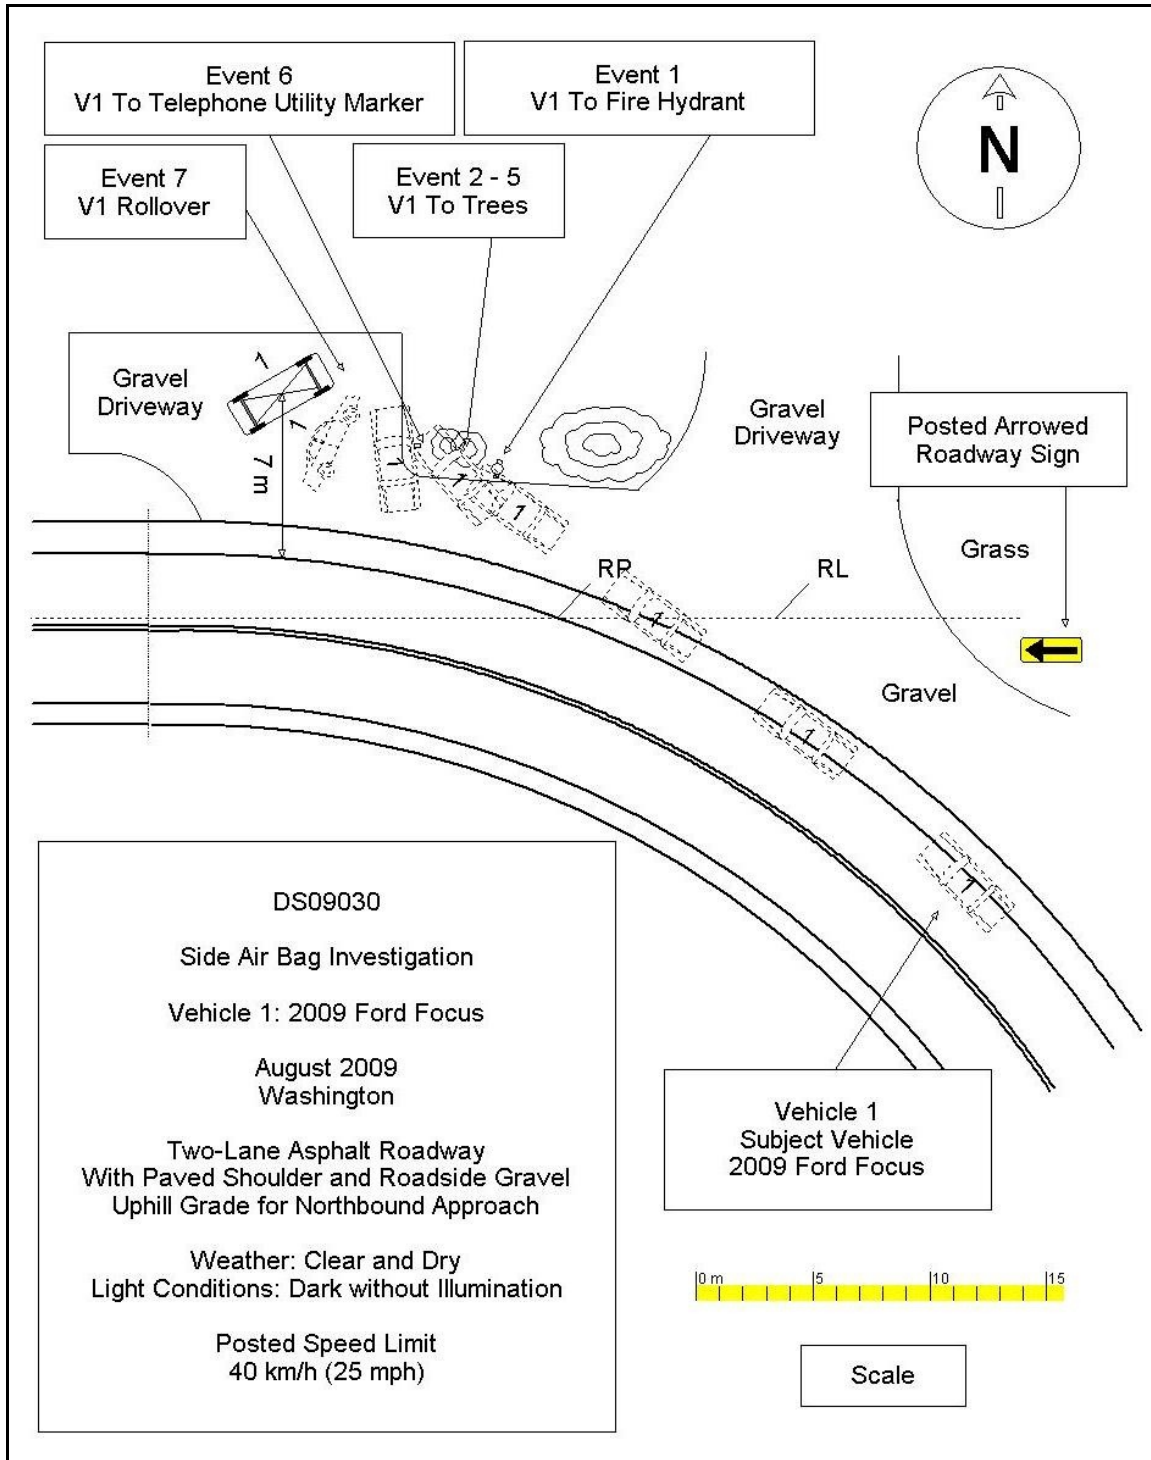 Event 6
V1 To Telephone Utility Marker
Event 1
V1 To Fire Hydrant
N
Event 7
V1 Rollover
Event 2 - 5
V1 To Trees
Gravel
Driveway
1
1
7 m
1
1
1
Gravel
Driveway
Posted Arrowed
Roadway Sign
Grass
RP
RL
1
Gravel
1
1
DS09030
Side Air Bag Investigation
Vehicle 1: 2009 Ford Focus
August 2009
Washington
Two-Lane Asphalt Roadway
With Paved Shoulder and Roadside Gravel
Uphill Grade for Northbound Approach
Weather: Clear and Dry
Light Conditions: Dark without Illumination
Posted Speed Limit
40 km/h (25 mph)
Vehicle 1
Subject Vehicle
2009 Ford Focus
0 m 5 10 15
Scale